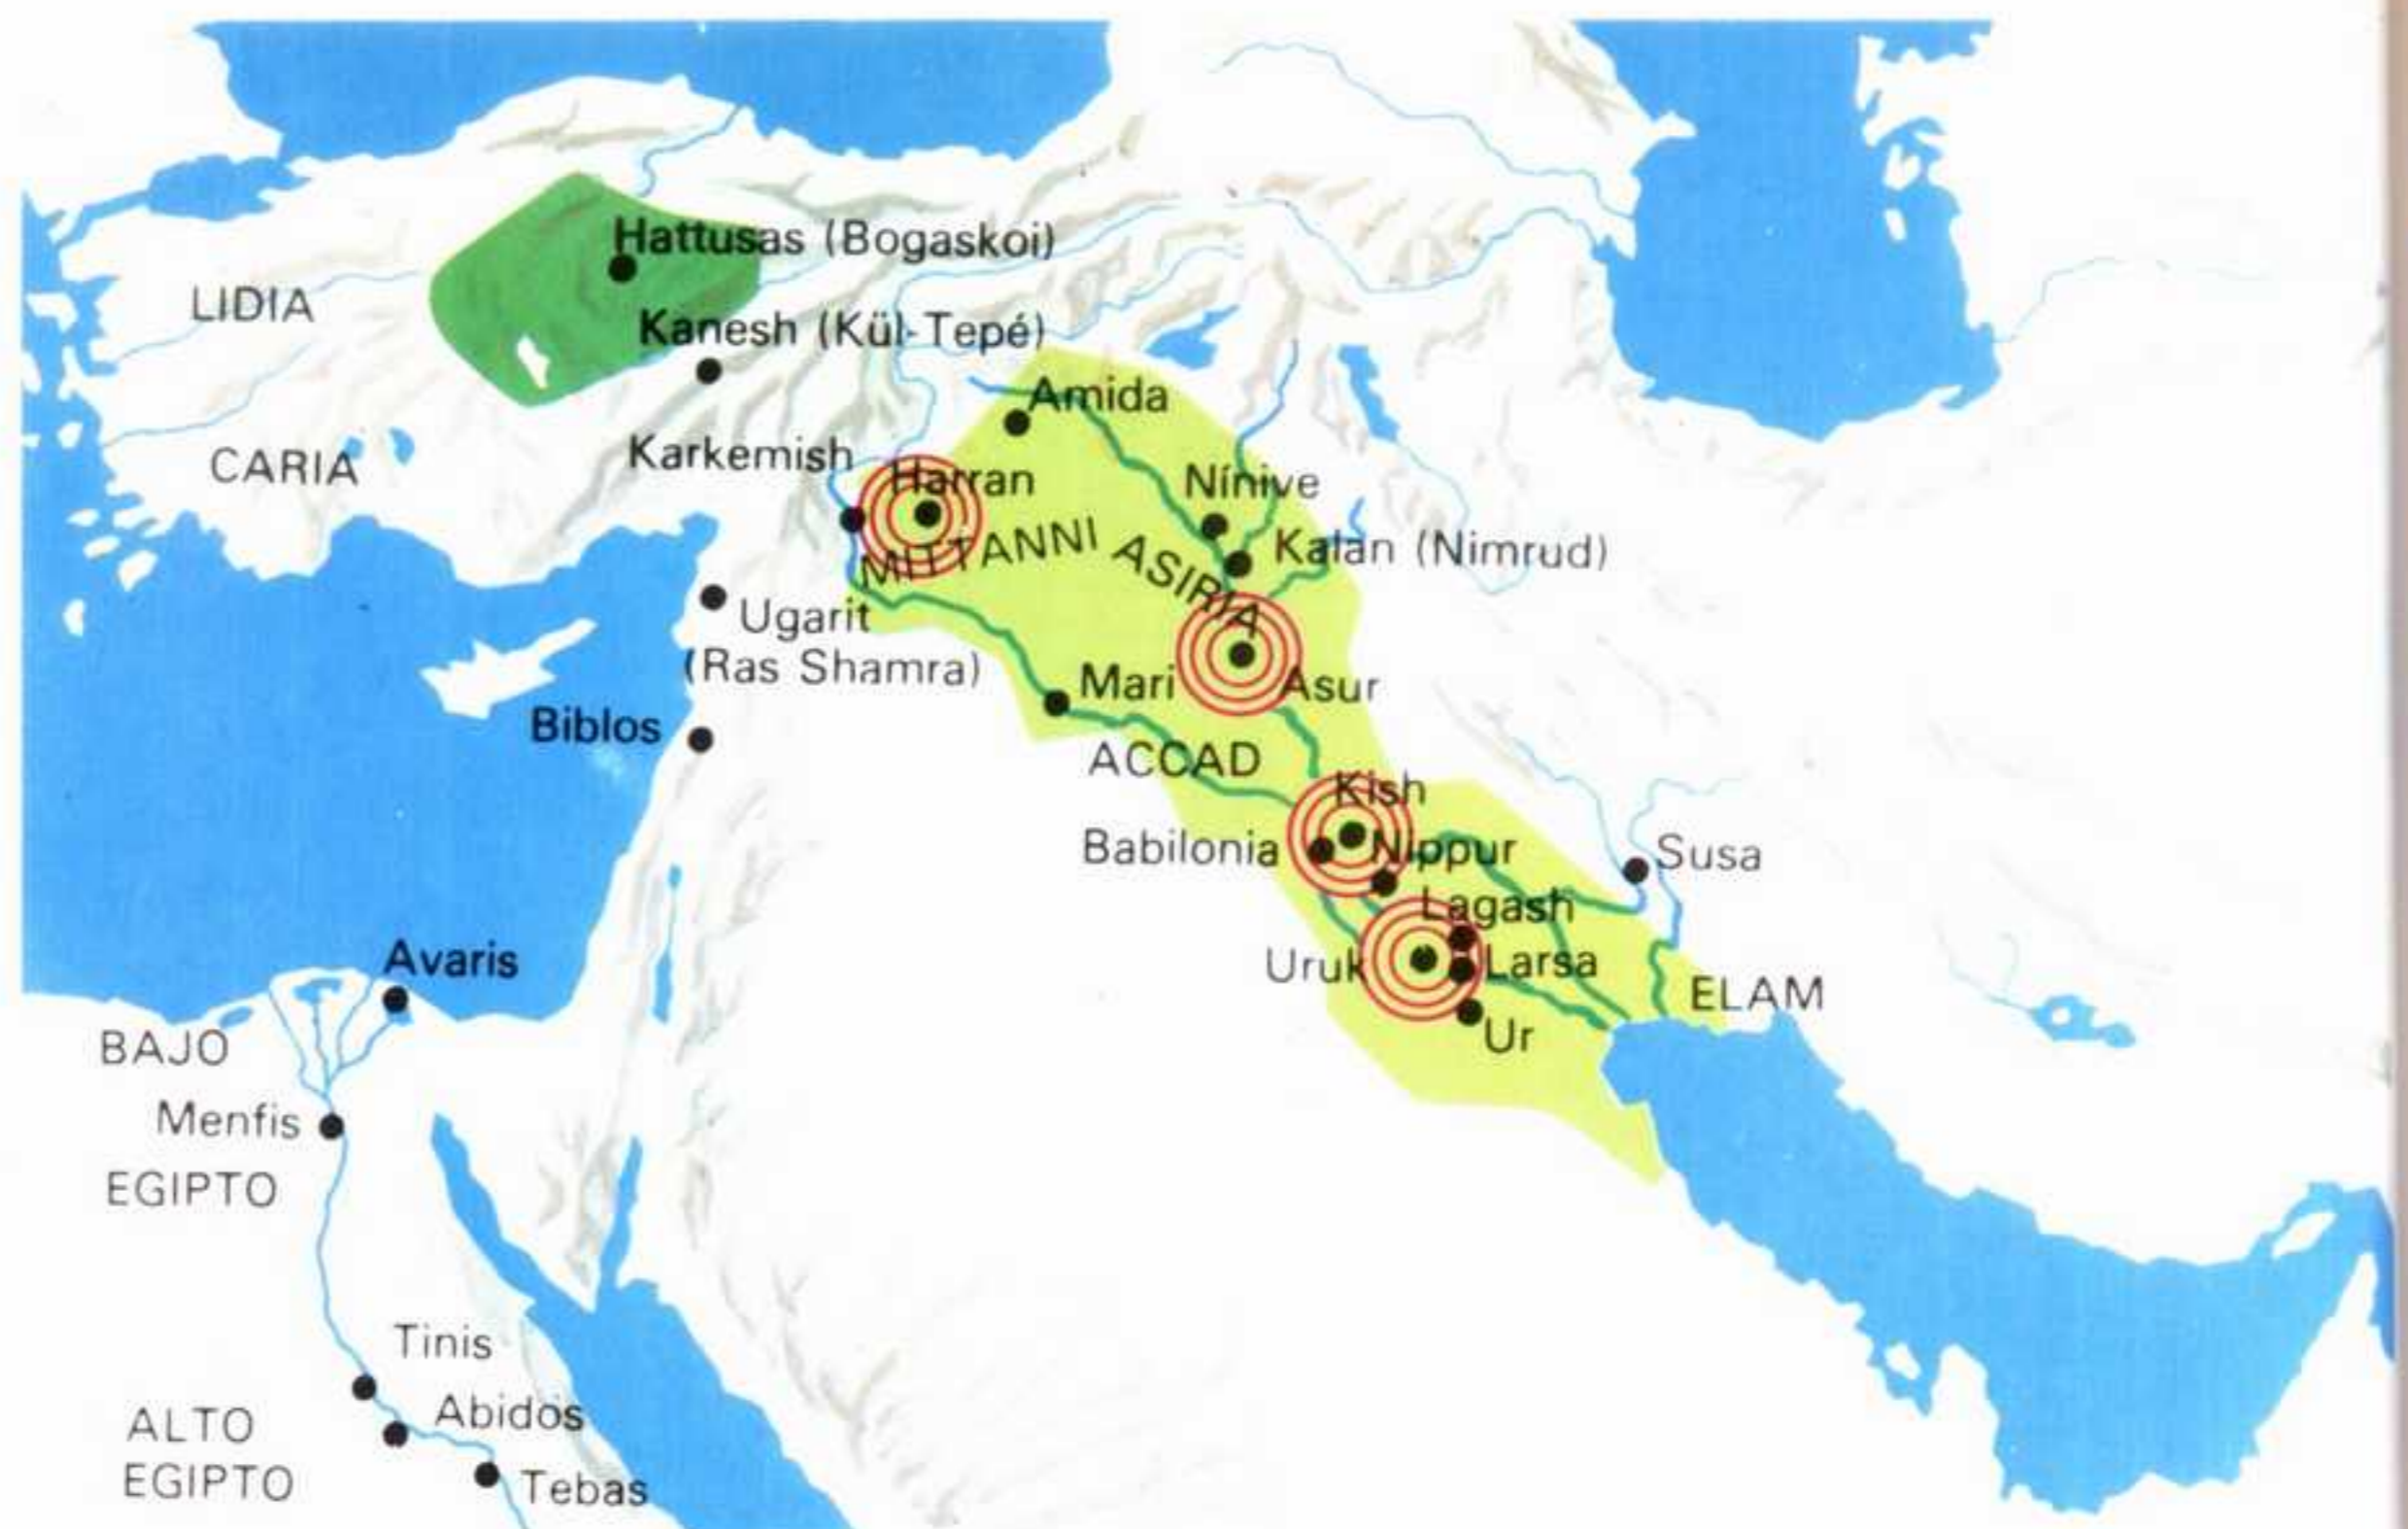 Hattusas (Bogaskoi)
LIDIA
Kanesh (Kül-Tepé)
Amida
Karkemish
CARIA
Harran
Nínive
MITTANNI
ASIRIA
Kalan (Nimrud)
Ugarit
(Ras Shamra)
Mari
Asur
Biblos
ACCAD
Kish
Babilonia
Nippur
Susa
Lagash
Avaris
Uruk
Larsa
ELAM
Ur
BAJO
Menfis
EGIPTO
Tinis
Abidos
ALTO
EGIPTO
Tebas